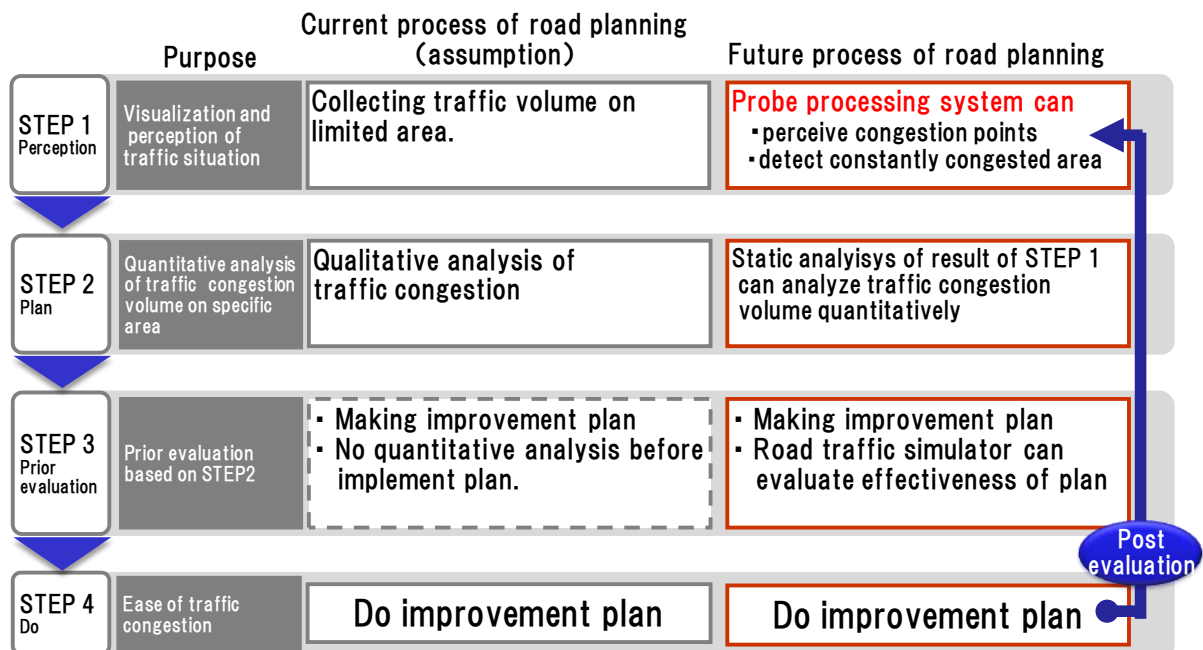 Purpose
Current process of road planning
(assumption)
Future process of road planning
STEP 1
Perception
Visualization and
perception of
traffic situation
Collecting traffic volume on
limited area.
Probe processing system can
・perceive congestion points
・detect constantly congested area
STEP 2
Plan
Quantitative analysis
of traffic congestion
volume on specific
area
Qualitative analysis of
traffic congestion
Static analyisys of result of STEP 1
can analyze traffic congestion
volume quantitatively
STEP 3
Prior
evaluation
Prior evaluation
based on STEP2
・ Making improvement plan
・ No quantitative analysis before
implement plan.
・ Making improvement plan
・ Road traffic simulator can
evaluate effectiveness of plan
Post
evaluation
STEP 4
Do
Ease of traffic
congestion
Do improvement plan
Do improvement plan